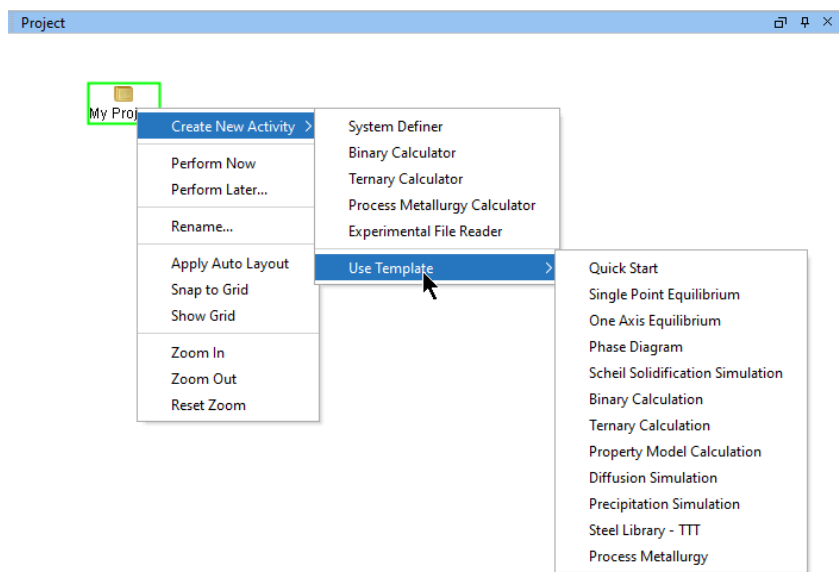 Project
My Proj
Create New Activity
Perform Now
Perform Later...
Rename...
Apply Auto Layout
Snap to Grid
Show Grid
Zoom In
Zoom Out
Reset Zoom
System Definer
Binary Calculator
Ternary Calculator
Process Metallurgy Calculator
Experimental File Reader
Use Template
Quick Start
Single Point Equilibrium
One Axis Equilibrium
Phase Diagram
Scheil Solidification Simulation
Binary Calculation
Ternary Calculation
Property Model Calculation
Diffusion Simulation
Precipitation Simulation
Steel Library - TTT
Process Metallurgy